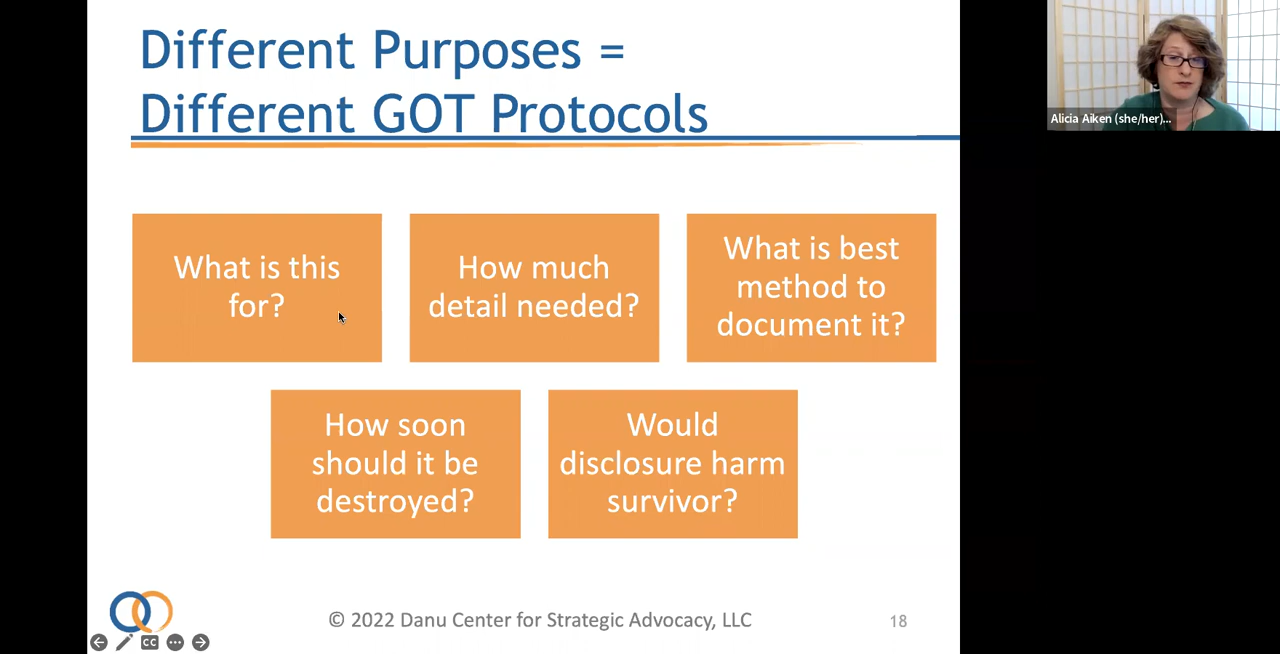 Different Purposes =
Different GOT Protocols
Alicia Aiken (she/her)...
What is this
for?
How much
detail needed?
What is best
method to
document it?
How soon
should it be
destroyed?
Would
disclosure harm
survivor?
© 2022 Danu Center for Strategic Advocacy, LLC
18
CC